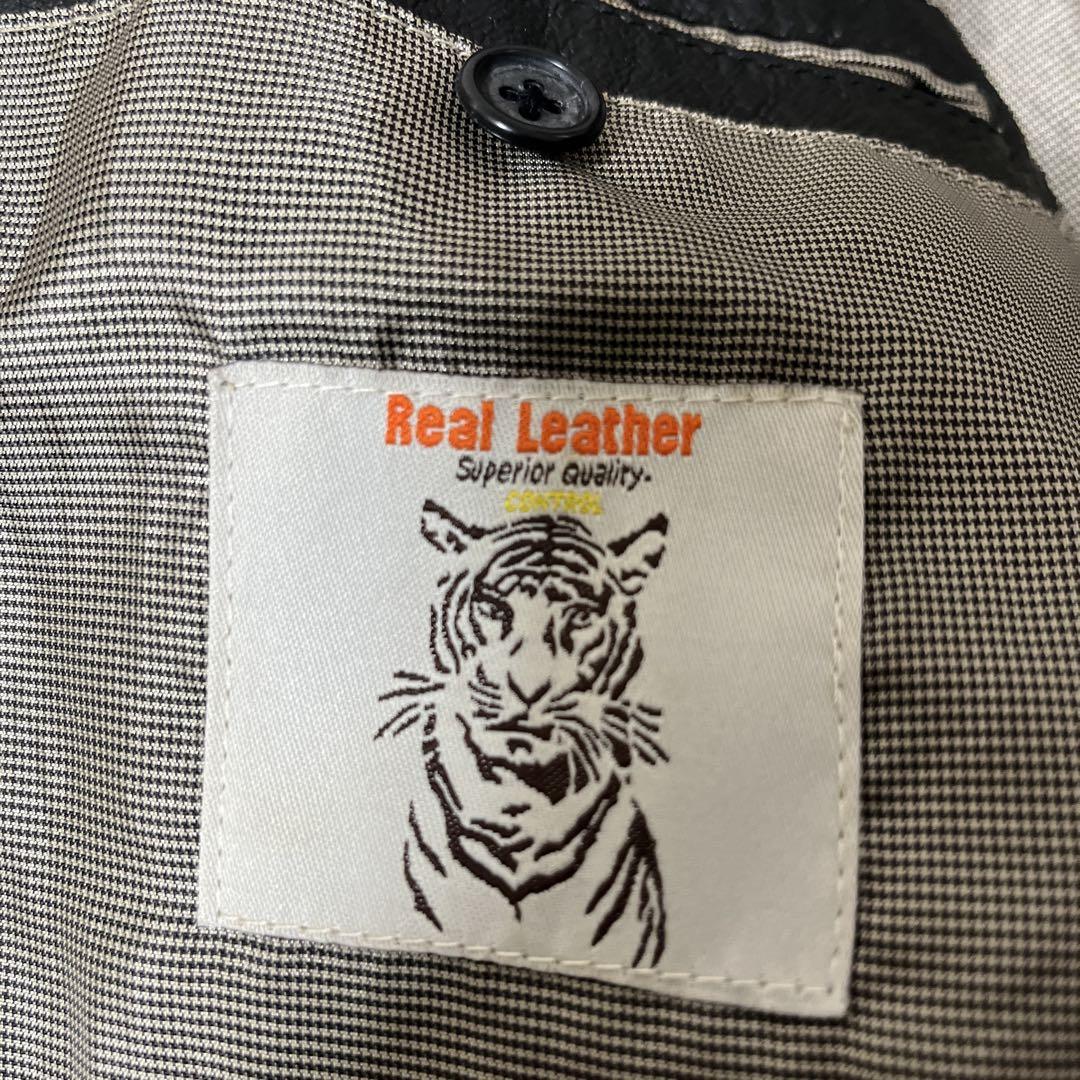 Real Leather
Superior Quality.
CONTROL